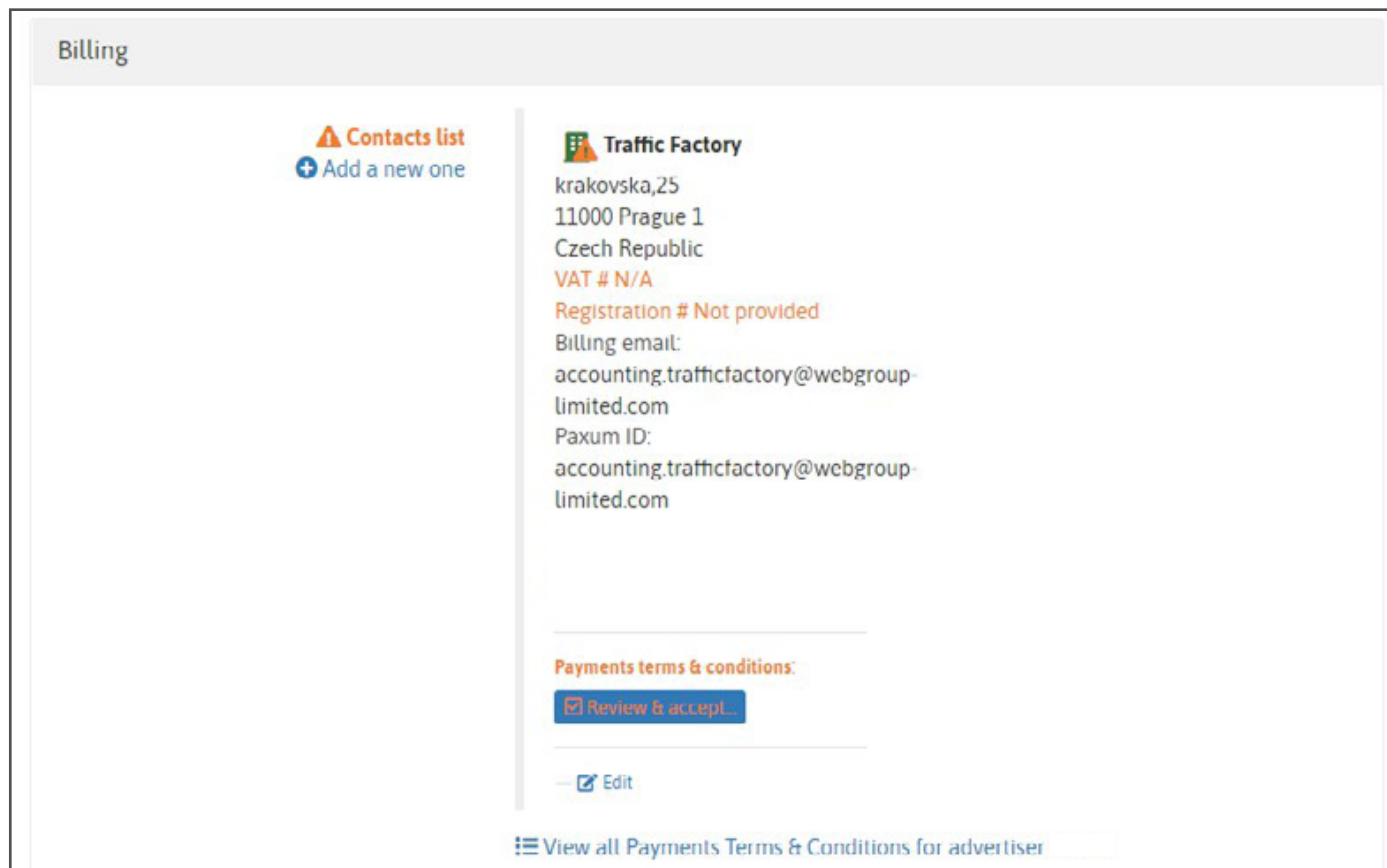 Billing
Contacts list
Add a new one
Traffic Factory
krakovska,25
11000 Prague 1
Czech Republic
VAT # N/A
Registration # Not provided
Billing email:
accounting.trafficfactory@webgroup-
limited.com
Paxum ID:
accounting.trafficfactory@webgroup-
limited.com
Payments terms & conditions:
Review & accept...
Edit
View all Payments Terms & Conditions for advertiser